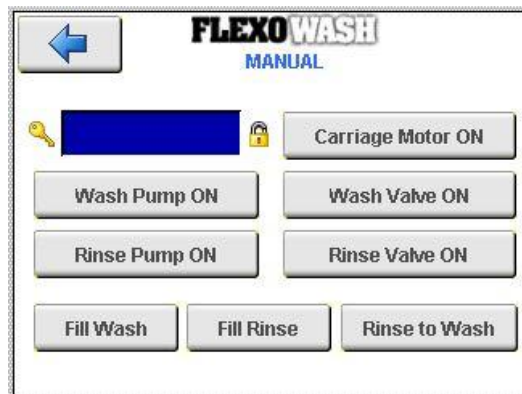 FLEXOWASH
MANUAL
Carriage Motor ON
Wash Pump ON
Wash Valve ON
Rinse Pump ON
Rinse Valve ON
Fill Wash
Fill Rinse
Rinse to Wash